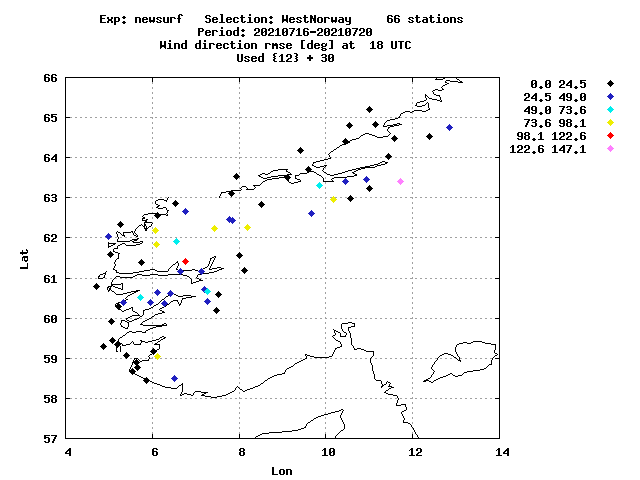 Exp: newsurf Selection: WestNorway 66 stations
Period: 20210716-20210720
Wind direction rmse [deg] at 18 UTC
Used {12} + 30
66
65
64
63
62
61
60
59
58
57
Lat
4 6 8 10 12 14
Lon
0.0 24.5
24.5 49.0
49.0 73.6
73.6 98.1
98.1 122.6
122.6 147.1